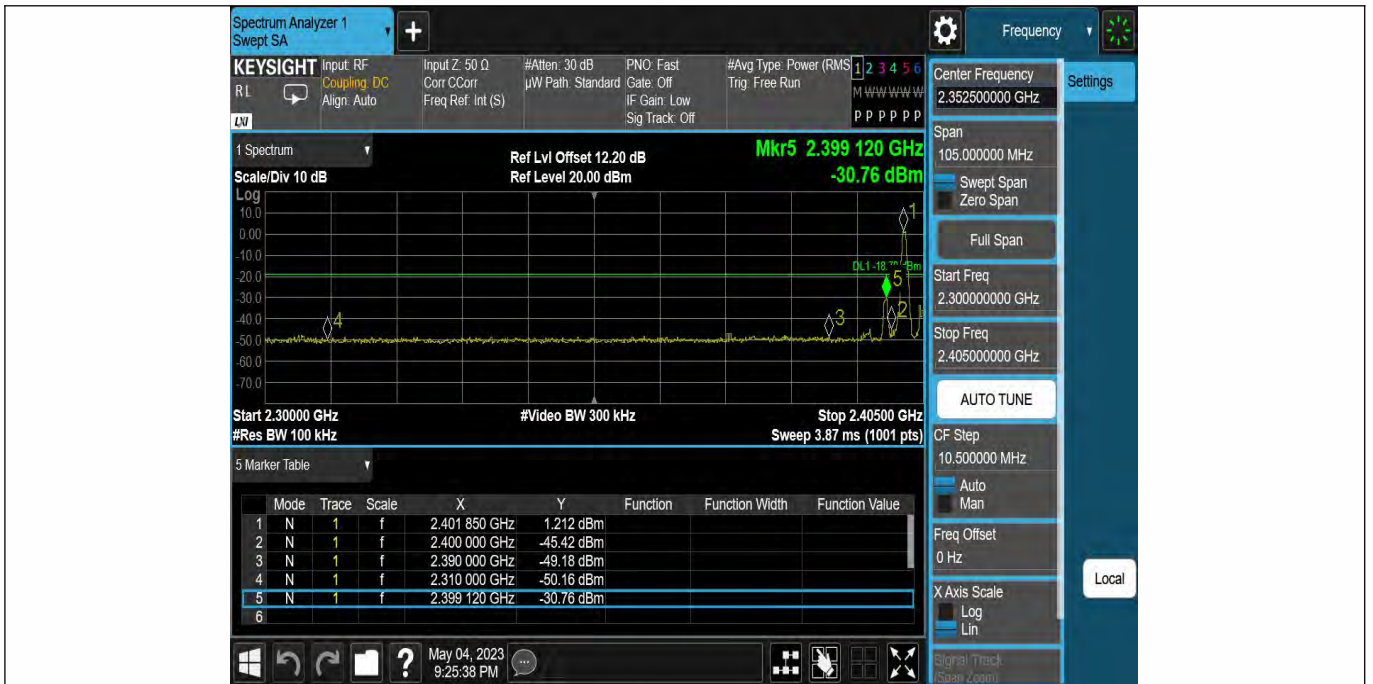 Spectrum Analyzer 1
Swept SA
+
Frequency
KEYSIGHT
RL
LXI
Input: RF
Coupling: DC
Align: Auto
Input Z: 50 Ω
Corr CCorr
Freq Ref: Int (S)
#Atten: 30 dB
µW Path: Standard
PNO: Fast
Gate: Off
IF Gain: Low
Sig Track: Off
#Avg Type: Power (RMS
Trig: Free Run
1 2 3 4 5 6
M W W W W W
P P P P P P
1 Spectrum
Scale/Div 10 dB
Ref Lvl Offset 12.20 dB
Ref Level 20.00 dBm
Mkr5 2.399 120 GHz
-30.76 dBm
Log
10.0
0.00
-10.0
-20.0
-30.0
-40.0
-50.0
-60.0
-70.0
1
5
2
3
4
Start 2.30000 GHz
#Video BW 300 kHz
Stop 2.40500 GHz
#Res BW 100 kHz
Sweep 3.87 ms (1001 pts)
5 Marker Table
Mode Trace Scale X Y Function Function Width Function Value
1 N 1 f 2.401 850 GHz 1.212 dBm
2 N 1 f 2.400 000 GHz -45.42 dBm
3 N 1 f 2.390 000 GHz -49.18 dBm
4 N 1 f 2.310 000 GHz -50.16 dBm
5 N 1 f 2.399 120 GHz -30.76 dBm
6
?
May 04, 2023
9:25:38 PM
Center Frequency
2.352500000 GHz
Settings
Span
105.000000 MHz
Swept Span
Zero Span
Full Span
Start Freq
2.300000000 GHz
Stop Freq
2.405000000 GHz
AUTO TUNE
CF Step
10.500000 MHz
Auto
Man
Freq Offset
0 Hz
Local
X Axis Scale
Log
Lin
Signal Track
(Span Zoom)